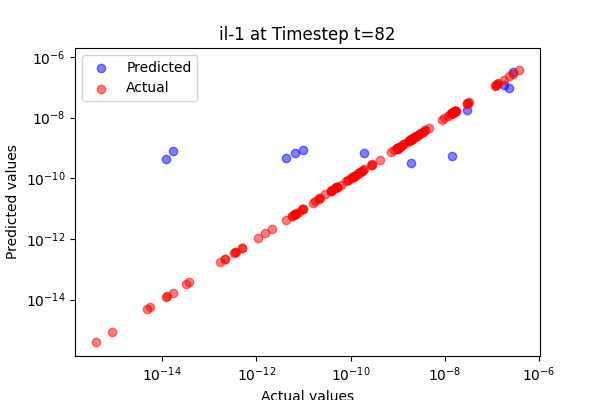 il-1 at Timestep t=82
Predicted
Actual
Predicted values
10⁻⁶
10⁻⁸
10⁻¹⁰
10⁻¹²
10⁻¹⁴
10⁻¹⁴ 10⁻¹² 10⁻¹⁰ 10⁻⁸ 10⁻⁶
Actual values